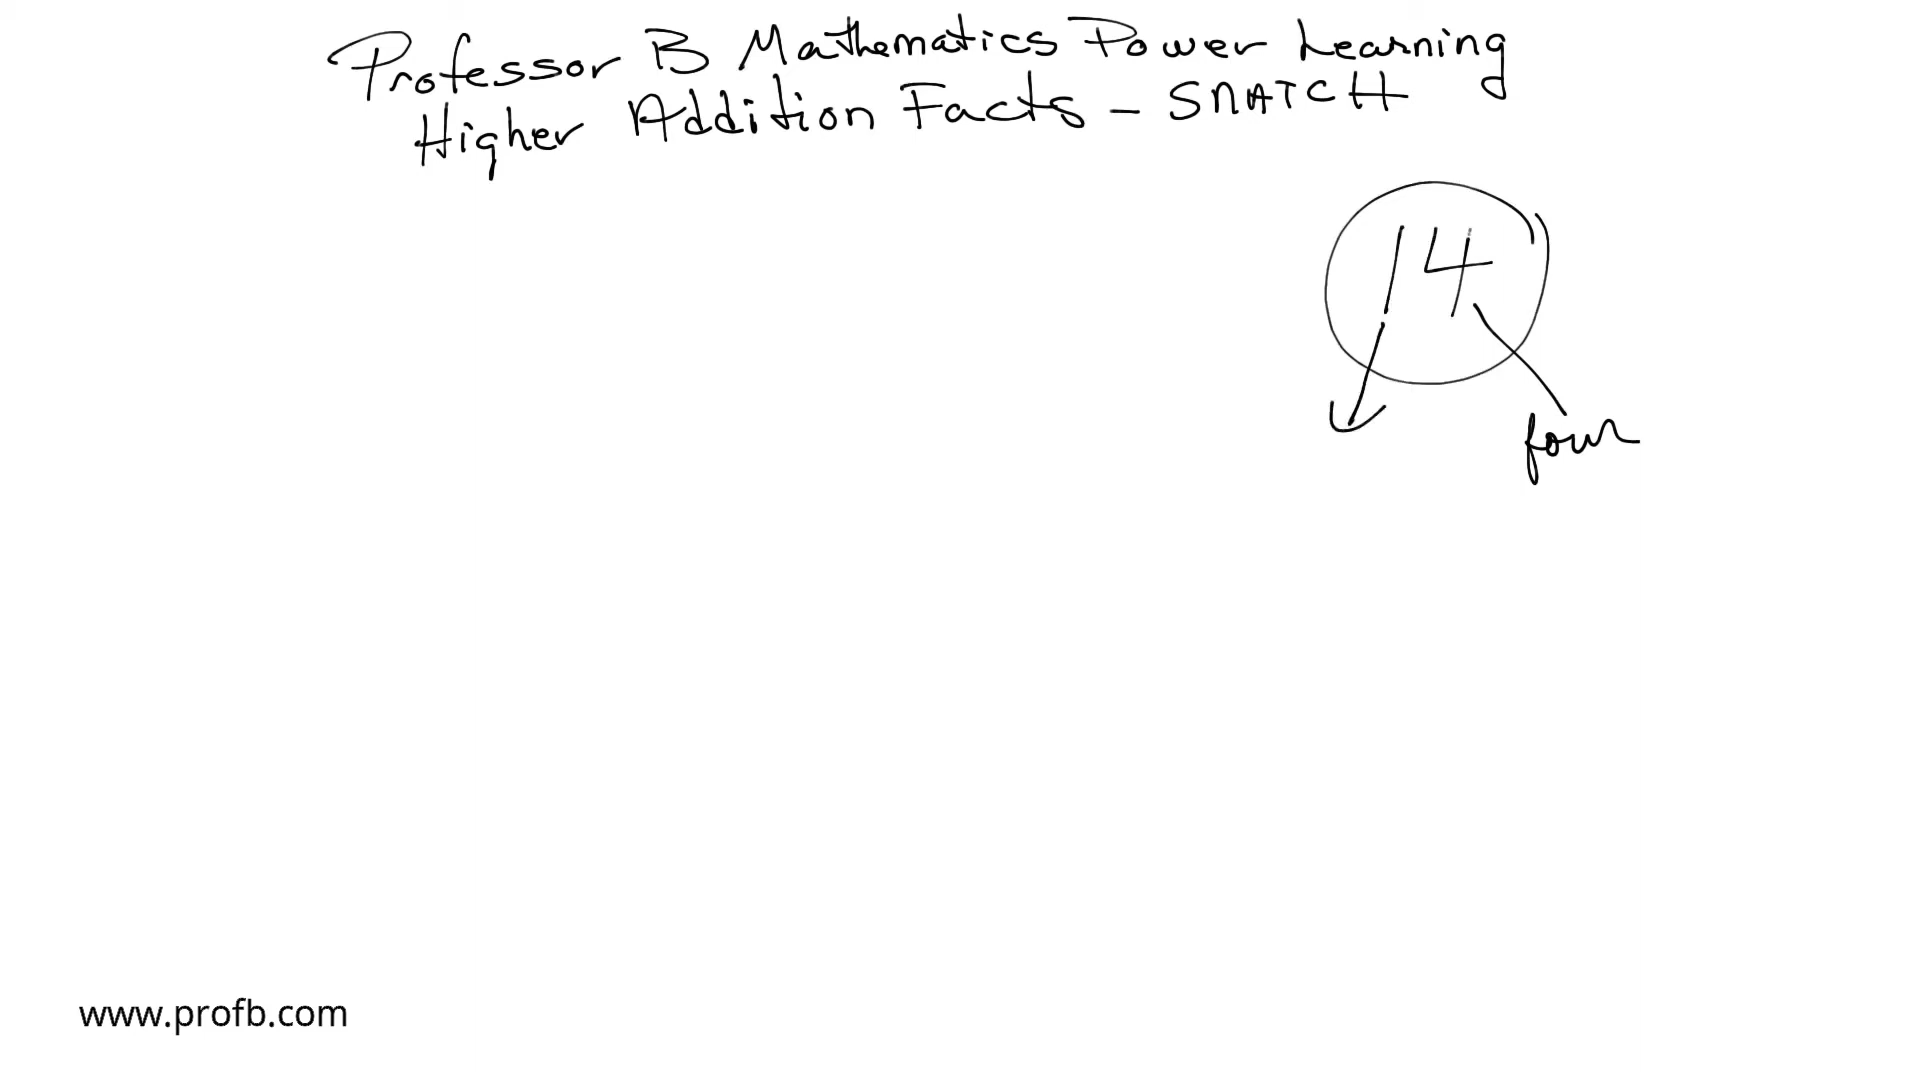 Professor B Mathematics Power Learning
Higher Addition Facts - SNATCH
14
four
www.profb.com